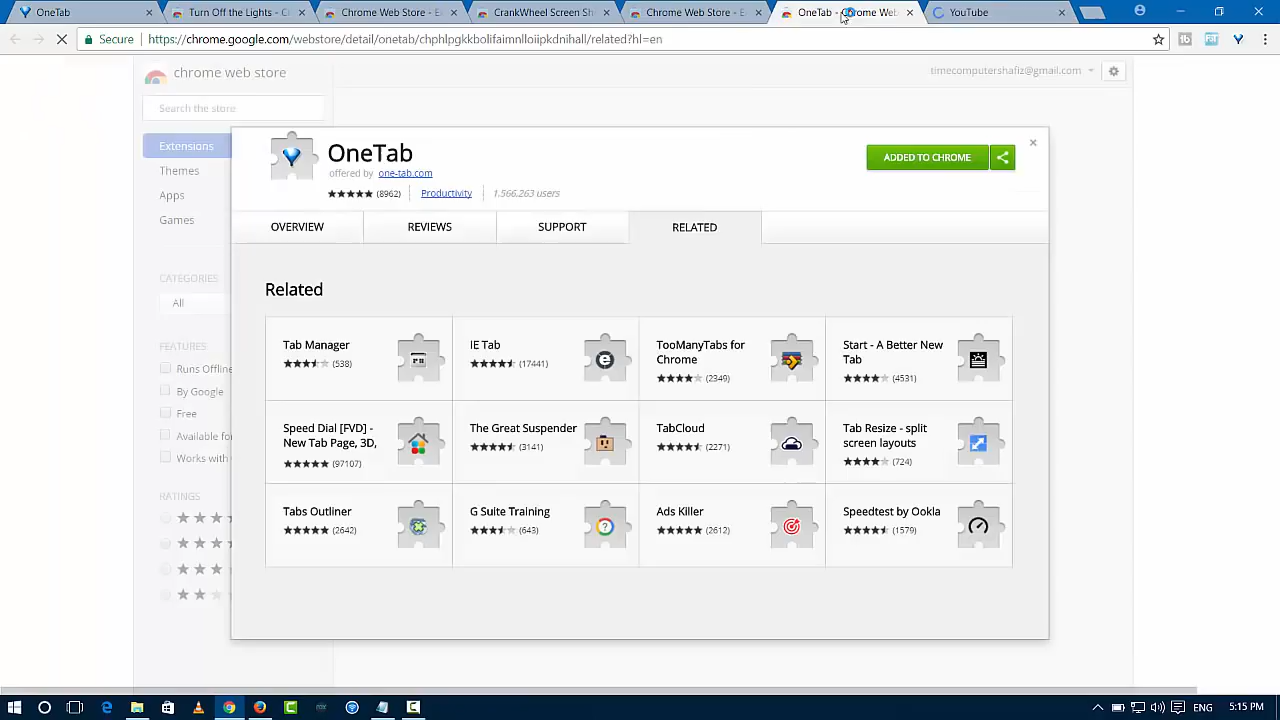 OneTab
Turn Off the Lights - C
Chrome Web Store - E
CrankWheel Screen Sh
Chrome Web Store - E
OneTab - Chrome Web
YouTube
Secure
https://chrome.google.com/webstore/detail/onetab/chphlpgkkbolifaimnlloiipkdnihall/related?hl=en
chrome web store
timecomputershafiz@gmail.com
Search the store
Extensions
Themes
Apps
Games
CATEGORIES
All
FEATURES
Runs Offline
By Google
Free
Available for
Works with
RATINGS
OneTab
offered by one-tab.com
(8962)
Productivity
1,566,263 users
ADDED TO CHROME
OVERVIEW
REVIEWS
SUPPORT
RELATED
Related
Tab Manager
(538)
IE Tab
(17441)
TooManyTabs for
Chrome
(2349)
Start - A Better New
Tab
(4531)
Speed Dial [FVD] -
New Tab Page, 3D,
(97107)
The Great Suspender
(3141)
TabCloud
(2271)
Tab Resize - split
screen layouts
(724)
Tabs Outliner
(2642)
G Suite Training
(643)
Ads Killer
(2612)
Speedtest by Ookla
(1579)
ENG
5:15 PM